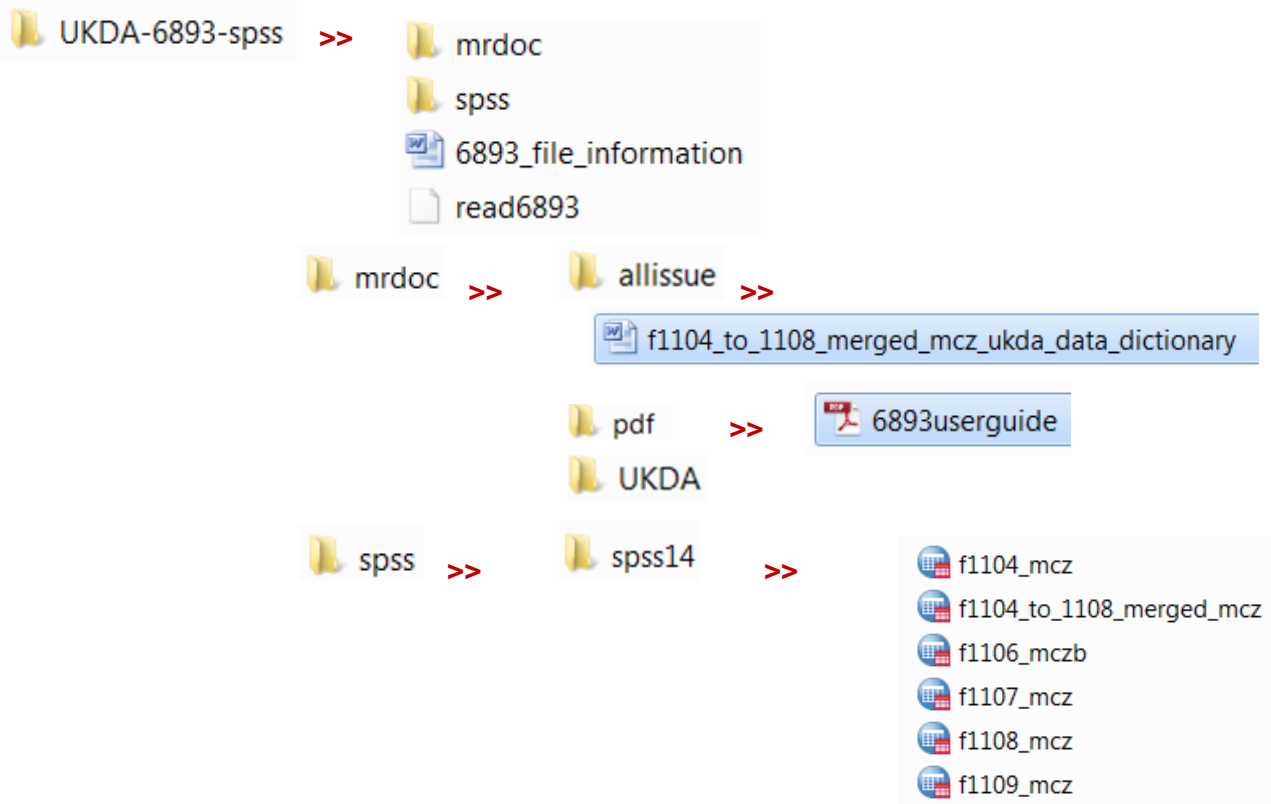 UKDA-6893-spss >> mrdoc
spss
6893_file_information
read6893
mrdoc >> allissue >>
f1104_to_1108_merged_mcz_ukda_data_dictionary
pdf >> 6893userguide
UKDA
spss >> spss14 >> f1104_mcz
f1104_to_1108_merged_mcz
f1106_mczb
f1107_mcz
f1108_mcz
f1109_mcz